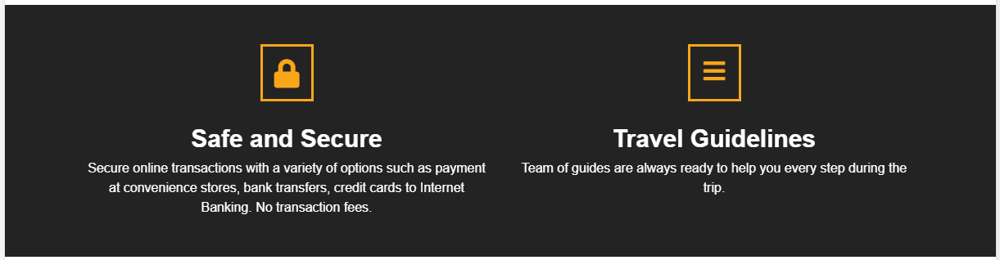 Safe and Secure
Secure online transactions with a variety of options such as payment
at convenience stores, bank transfers, credit cards to Internet
Banking. No transaction fees.
Travel Guidelines
Team of guides are always ready to help you every step during the
trip.